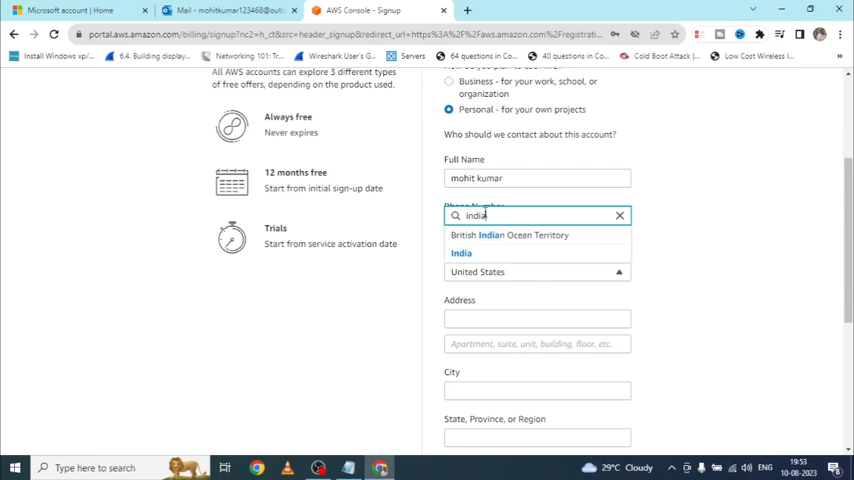 Microsoft account | Home
Mail - mohitkumar123468@outl
AWS Console - Signup
portal.aws.amazon.com/billing/signup?nc2=h_ct&src=header_signup&redirect_url=https%3A%2F%2Faws.amazon.com%2Fregistrati...
Install Windows xp/...
6.4. Building display...
Networking 101: Tr...
Wireshark User's G...
Servers
64 questions in Co...
40 questions in Co...
Cold Boot Attack |...
Low Cost Wireless I...
All AWS accounts can explore 3 different types
of free offers, depending on the product used.
Always free
Never expires
12 months free
Start from initial sign-up date
Trials
Start from service activation date
Business - for your work, school, or
organization
Personal - for your own projects
Who should we contact about this account?
Full Name
mohit kumar
Phone Number
india
British Indian Ocean Territory
India
United States
Address
Apartment, suite, unit, building, floor, etc.
City
State, Province, or Region
Type here to search
29°C Cloudy
ENG
19:53
10-08-2023
8